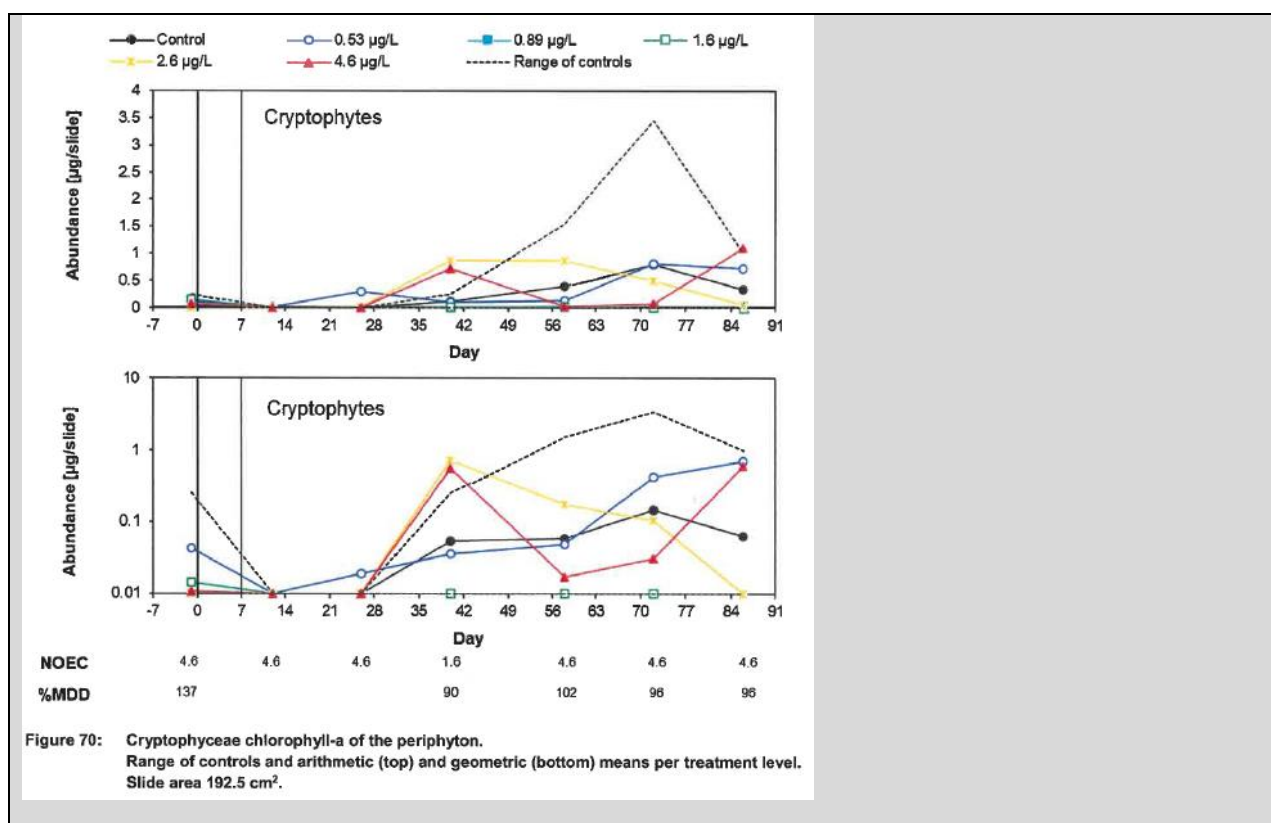 Control 0.53 µg/L 0.89 µg/L 1.6 µg/L
2.6 µg/L 4.6 µg/L Range of controls
Abundance [µg/slide]
4
3.5
3
2.5
2
1.5
1
0.5
0
Cryptophytes
-7 0 7 14 21 28 35 42 49 56 63 70 77 84 91
Day
Abundance [µg/slide]
10
1
0.1
0.01
Cryptophytes
-7 0 7 14 21 28 35 42 49 56 63 70 77 84 91
Day
NOEC 4.6 4.6 4.6 1.6 4.6 4.6 4.6
%MDD 137 90 102 96 96
Figure 70: Cryptophyceae chlorophyll-a of the periphyton.
Range of controls and arithmetic (top) and geometric (bottom) means per treatment level.
Slide area 192.5 cm².